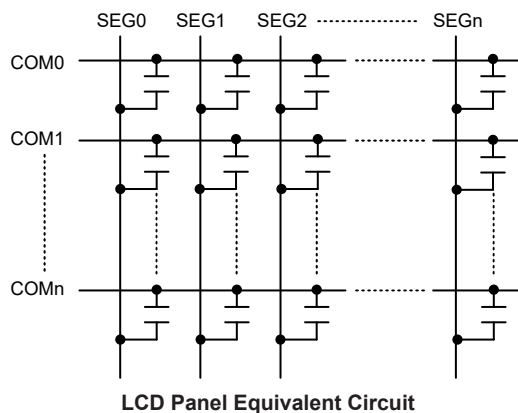 SEG0 SEG1 SEG2 SEGn
COM0
COM1
COMn
LCD Panel Equivalent Circuit